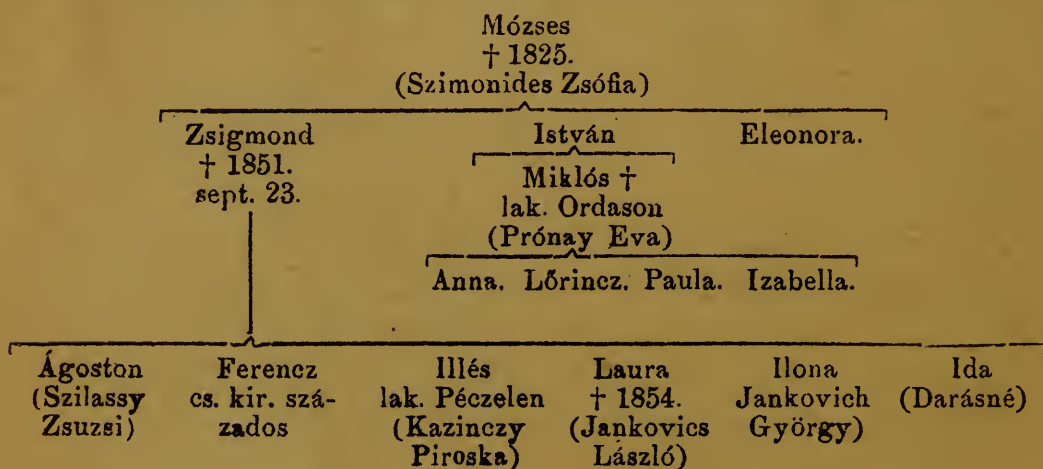 Mózses
† 1825.
(Szimonides Zsófia)
Zsigmond István Eleonora.
† 1851.
sept. 23.
Miklós †
lak. Ordason
(Prónay Eva)
Anna. Lőrincz. Paula. Izabella.
Ágoston Ferencz Illés Laura Ilona Ida
(Szilassy cs. kir. szá- lak. Péczelen † 1854. Jankovich (Darásné)
Zsuzsi) zados (Kazinczy (Jankovics György)
Piroska) László)